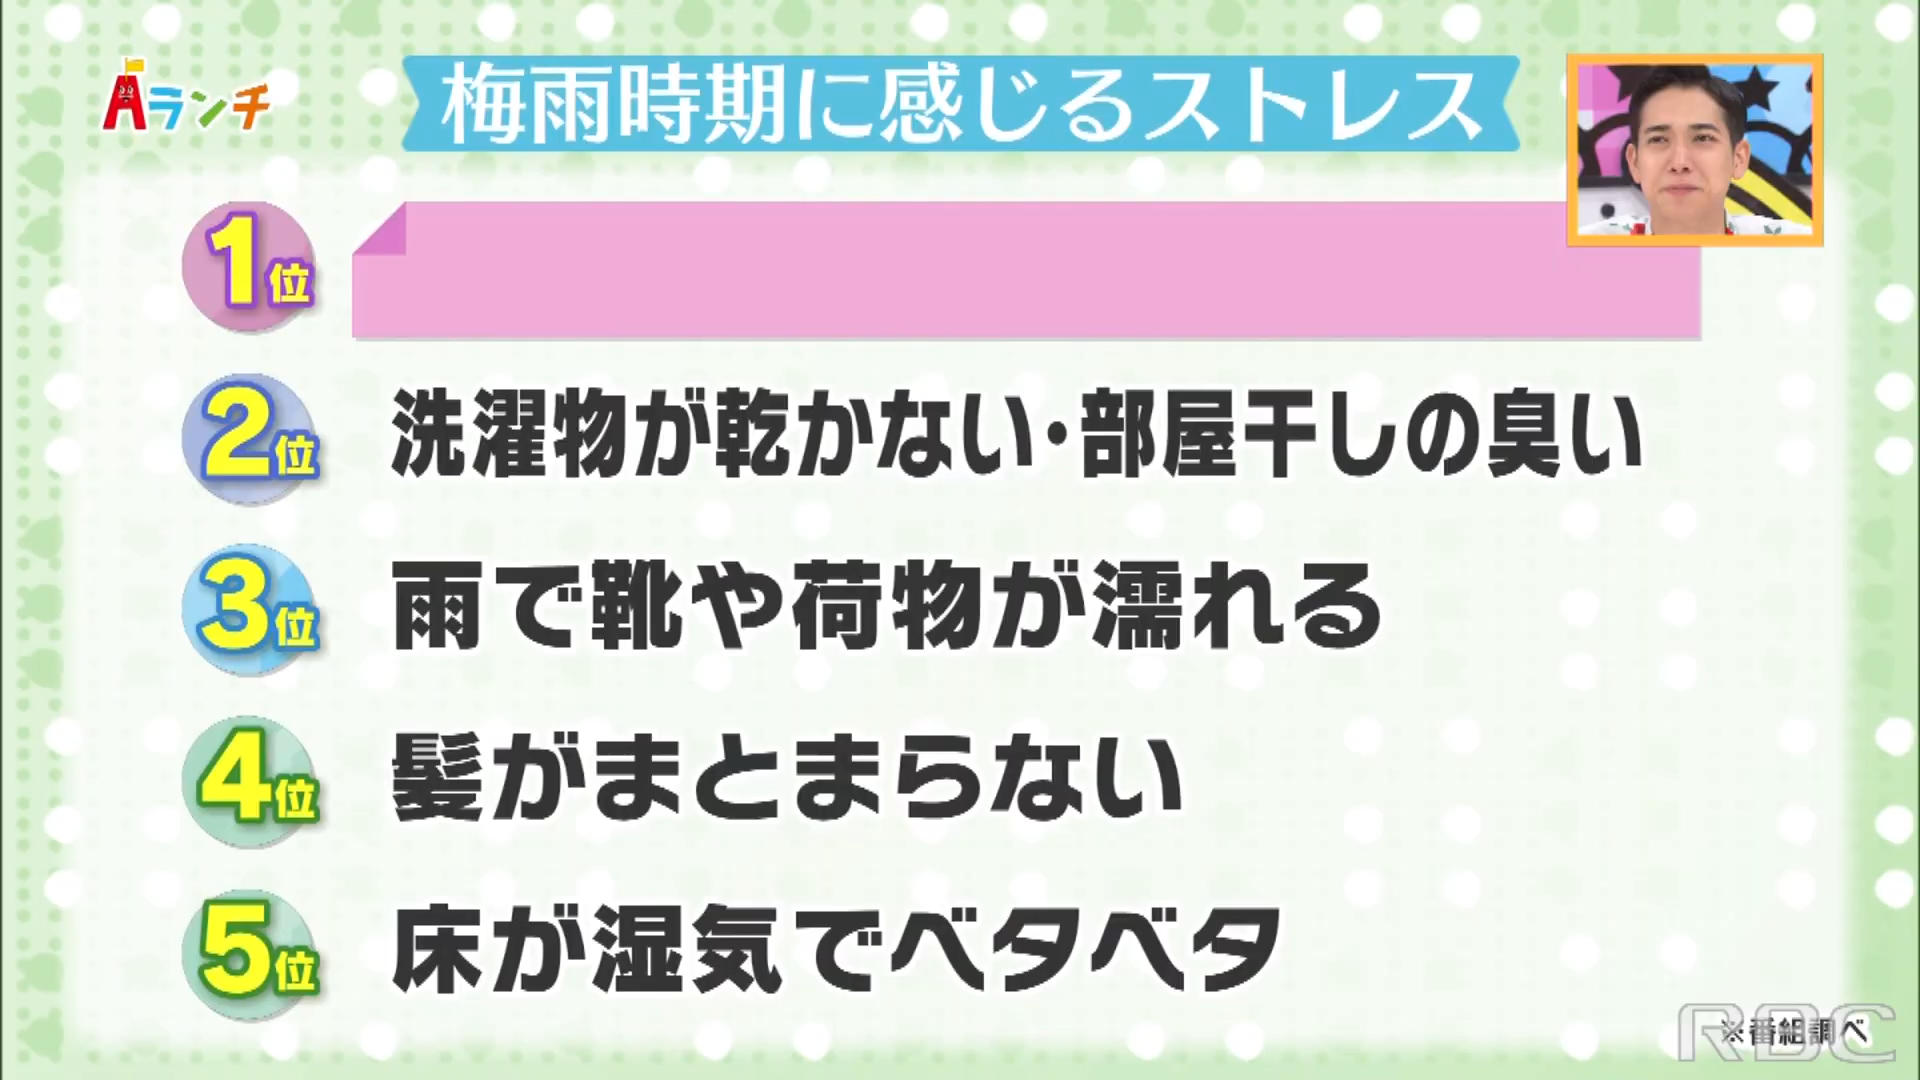 Aランチ
梅雨時期に感じるストレス
1位
2位 洗濯物が乾かない・部屋干しの臭い
3位 雨で靴や荷物が濡れる
4位 髪がまとまらない
5位 床が湿気でベタベタ
※番組調べ
RBC